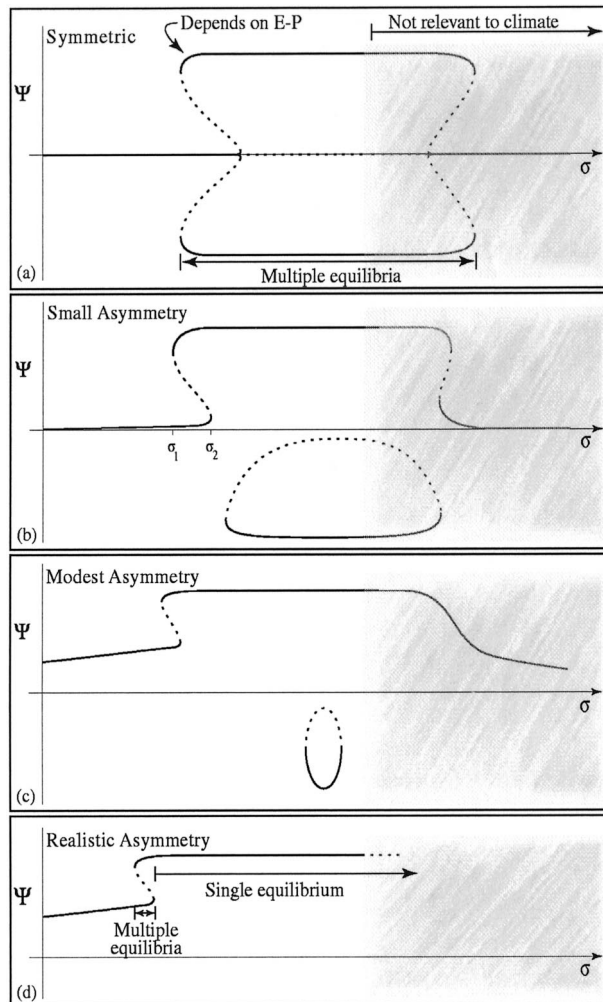 Depends on E-P
Not relevant to climate
Symmetric
Ψ
σ
(a)
Multiple equilibria
Small Asymmetry
Ψ
σ
σ1
σ2
(b)
Modest Asymmetry
Ψ
σ
(c)
Realistic Asymmetry
Single equilibrium
Ψ
Multiple
equilibria
σ
(d)